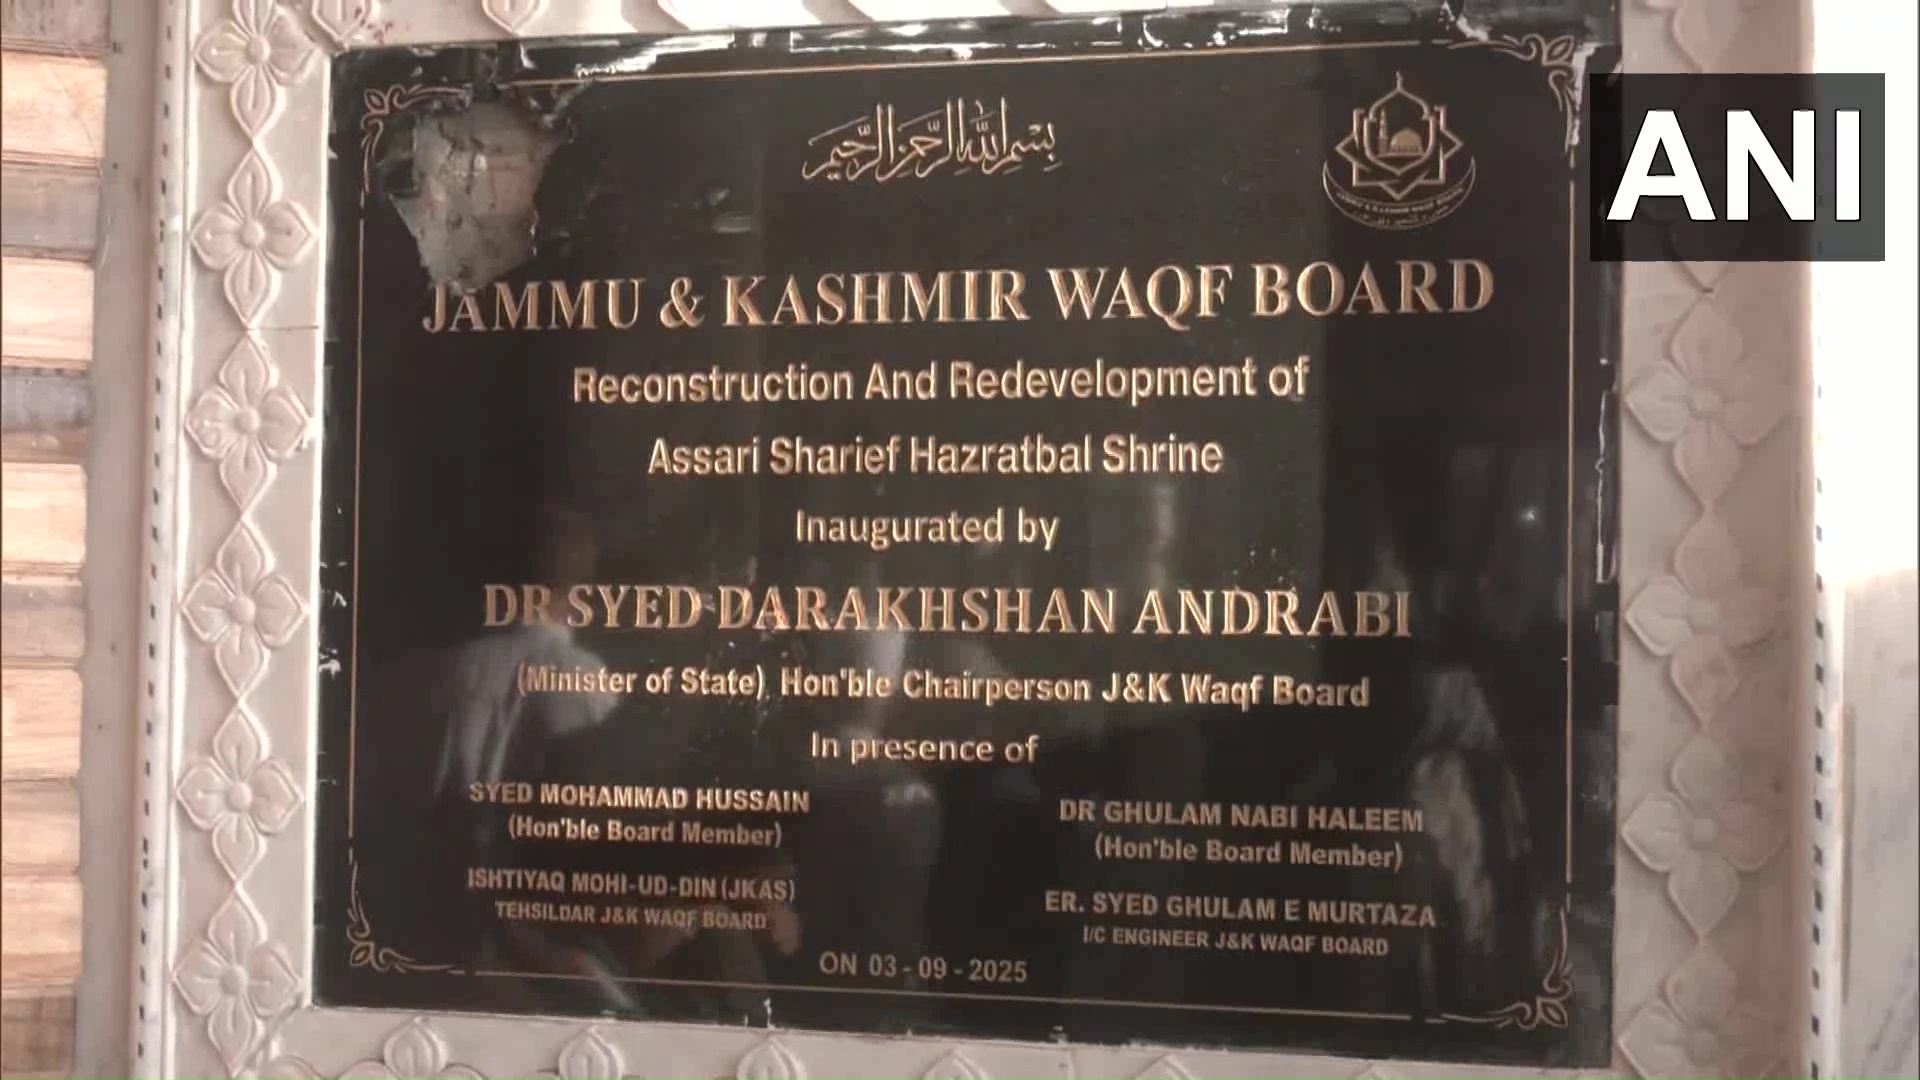 بسم الله الرحمن الرحيم
ANI
JAMMU & KASHMIR WAQF BOARD
Reconstruction And Redevelopment of
Assari Sharief Hazratbal Shrine
Inaugurated by
DR SYED DARAKHSHAN ANDRABI
(Minister of State), Hon'ble Chairperson J&K Waqf Board
In presence of
SYED MOHAMMAD HUSSAIN
(Hon'ble Board Member)
ISHTIYAQ MOHI-UD-DIN (JKAS)
TEHSILDAR J&K WAQF BOARD
DR GHULAM NABI HALEEM
(Hon'ble Board Member)
ER. SYED GHULAM E MURTAZA
I/C ENGINEER J&K WAQF BOARD
ON 03-09-2025